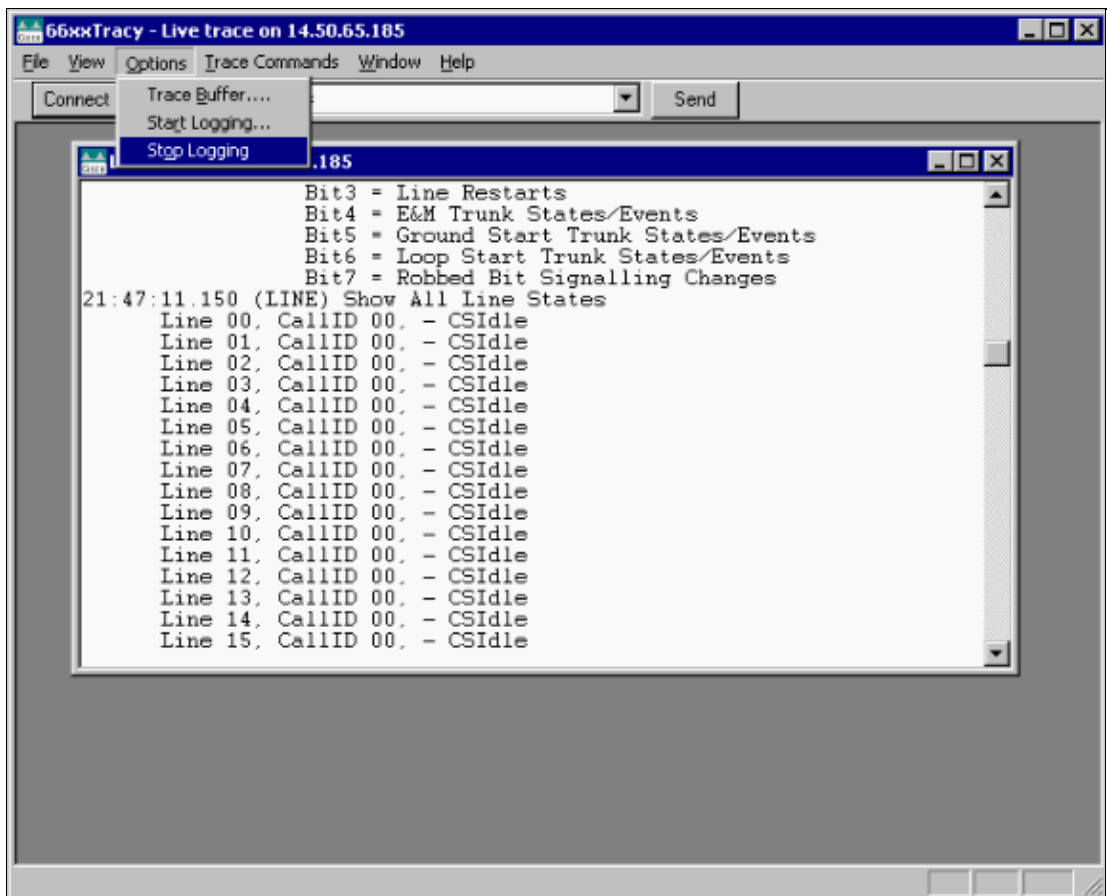 66xxTracy - Live trace on 14.50.65.185
File View Options Trace Commands Window Help
Connect Send
Trace Buffer....
Start Logging...
Stop Logging
.185
Bit3 = Line Restarts
Bit4 = E&M Trunk States/Events
Bit5 = Ground Start Trunk States/Events
Bit6 = Loop Start Trunk States/Events
Bit7 = Robbed Bit Signalling Changes
21:47:11.150 (LINE) Show All Line States
Line 00, CallID 00, - CSIdle
Line 01, CallID 00, - CSIdle
Line 02, CallID 00, - CSIdle
Line 03, CallID 00, - CSIdle
Line 04, CallID 00, - CSIdle
Line 05, CallID 00, - CSIdle
Line 06, CallID 00, - CSIdle
Line 07, CallID 00, - CSIdle
Line 08, CallID 00, - CSIdle
Line 09, CallID 00, - CSIdle
Line 10, CallID 00, - CSIdle
Line 11, CallID 00, - CSIdle
Line 12, CallID 00, - CSIdle
Line 13, CallID 00, - CSIdle
Line 14, CallID 00, - CSIdle
Line 15, CallID 00, - CSIdle